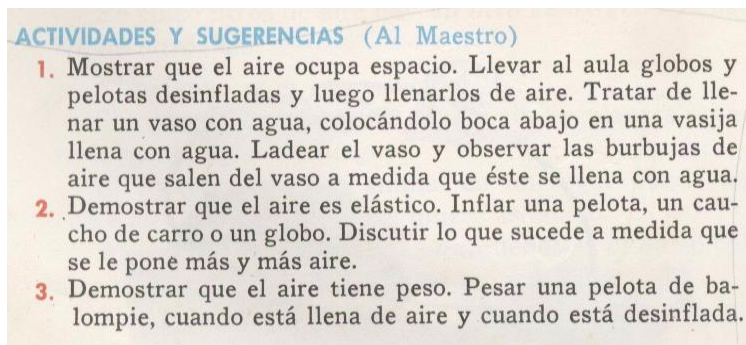 ACTIVIDADES Y SUGERENCIAS (Al Maestro)
1. Mostrar que el aire ocupa espacio. Llevar al aula globos y
pelotas desinfladas y luego llenarlos de aire. Tratar de lle-
nar un vaso con agua, colocándolo boca abajo en una vasija
llena con agua. Ladear el vaso y observar las burbujas de
aire que salen del vaso a medida que éste se llena con agua.
2. Demostrar que el aire es elástico. Inflar una pelota, un cau-
cho de carro o un globo. Discutir lo que sucede a medida que
se le pone más y más aire.
3. Demostrar que el aire tiene peso. Pesar una pelota de ba-
lompie, cuando está llena de aire y cuando está desinflada.